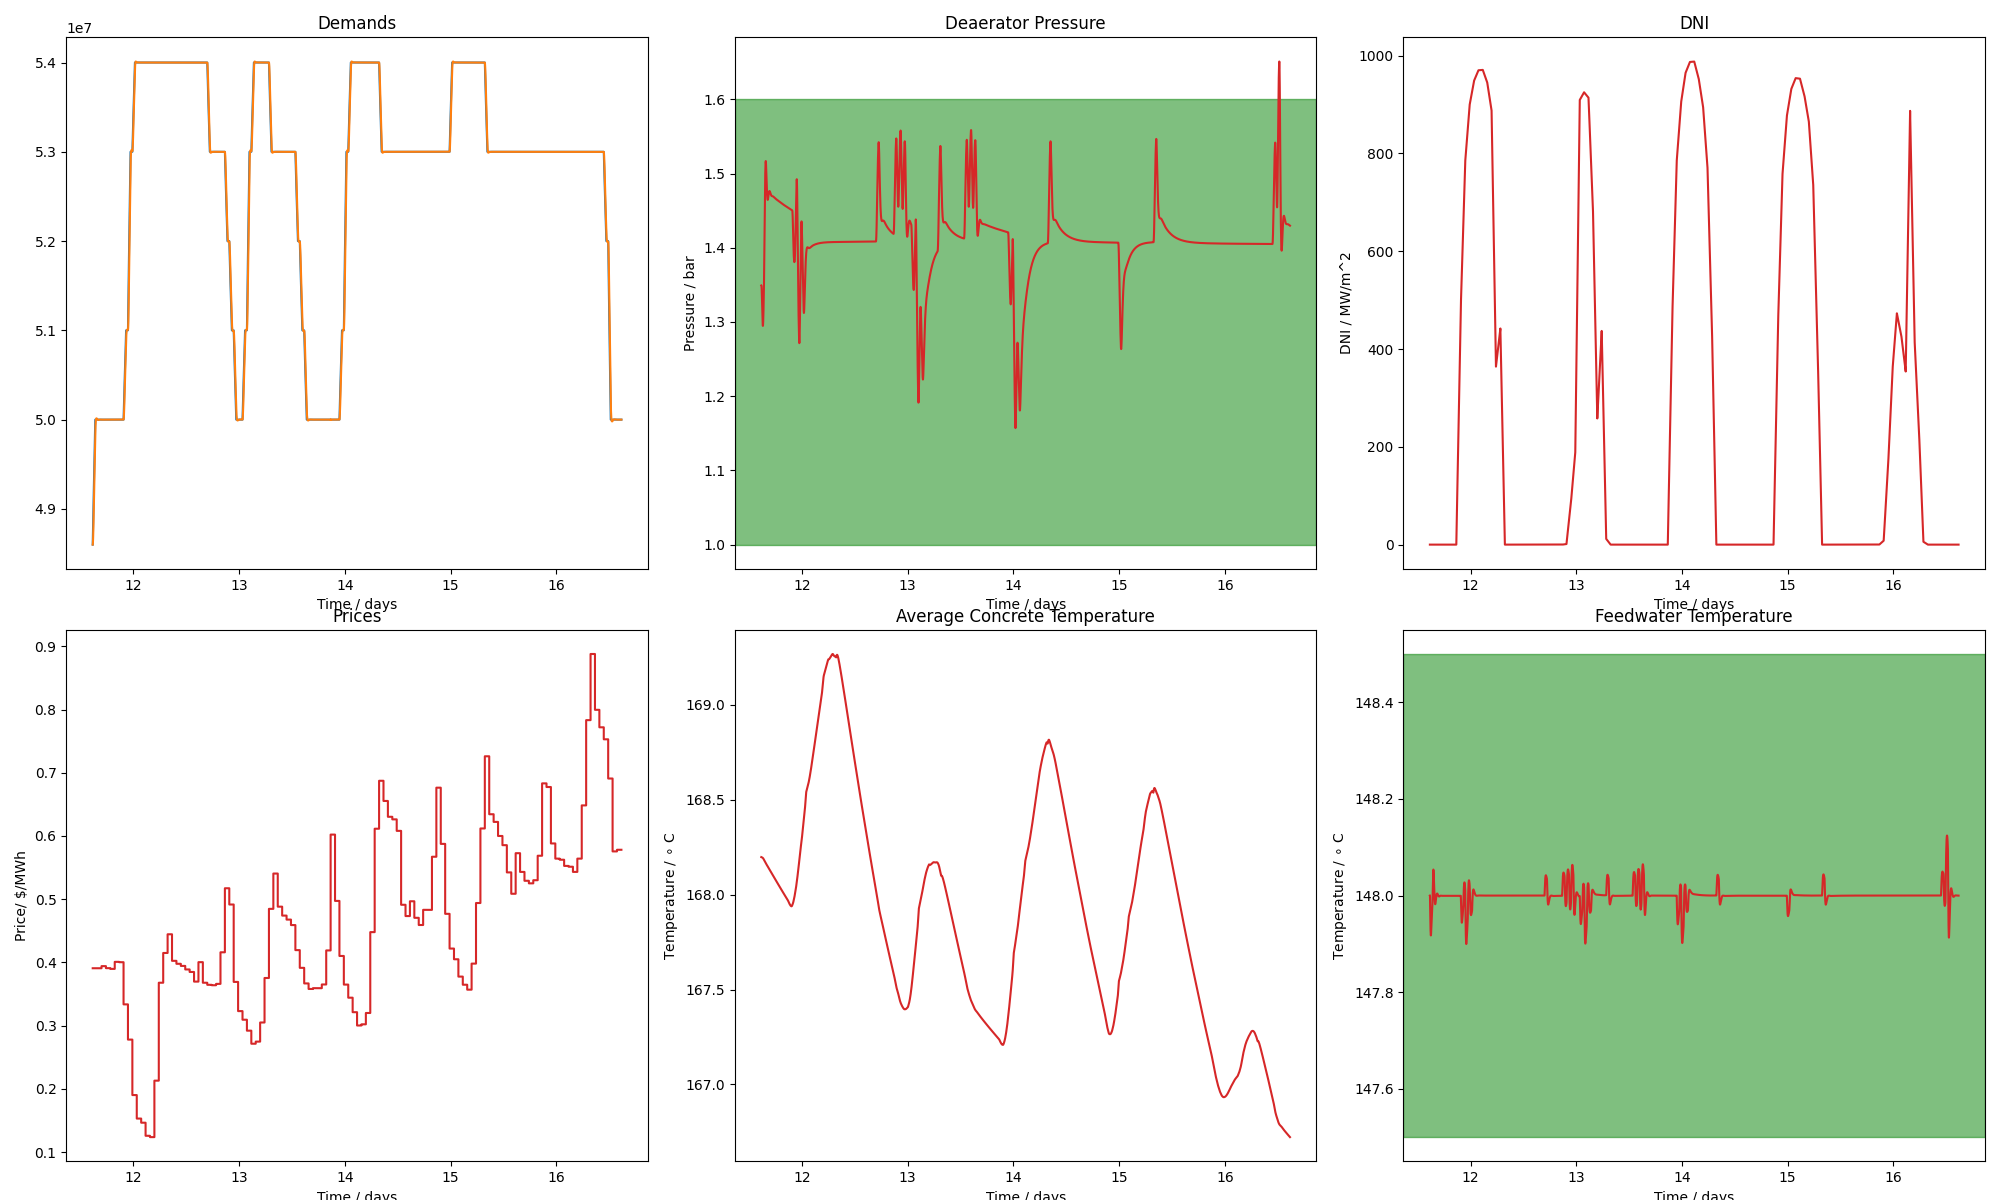 Demands
1e7
5.4
5.3
5.2
5.1
5.0
4.9
12 13 14 15 16
Time / days
Deaerator Pressure
Pressure / bar
1.6
1.5
1.4
1.3
1.2
1.1
1.0
12 13 14 15 16
Time / days
DNI
DNI / MW/m^2
1000
800
600
400
200
0
12 13 14 15 16
Time / days
Prices
Price/ $/MWh
0.9
0.8
0.7
0.6
0.5
0.4
0.3
0.2
0.1
12 13 14 15 16
Time / days
Average Concrete Temperature
Temperature / ∘ C
169.0
168.5
168.0
167.5
167.0
12 13 14 15 16
Time / days
Feedwater Temperature
Temperature / ∘ C
148.4
148.2
148.0
147.8
147.6
12 13 14 15 16
Time / days